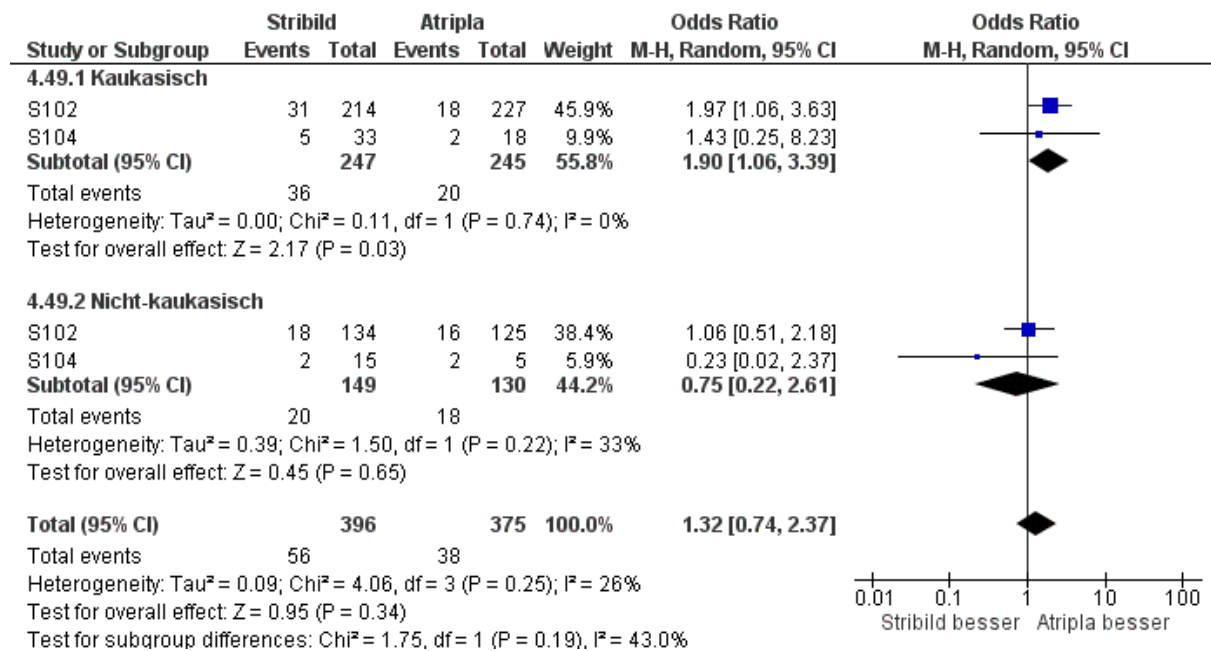 Stribild Atripla Odds Ratio Odds Ratio
Study or Subgroup Events Total Events Total Weight M-H, Random, 95% CI M-H, Random, 95% CI
4.49.1 Kaukasisch
S102 31 214 18 227 45.9% 1.97 [1.06, 3.63]
S104 5 33 2 18 9.9% 1.43 [0.25, 8.23]
Subtotal (95% CI) 247 245 55.8% 1.90 [1.06, 3.39]
Total events 36 20
Heterogeneity: Tau² = 0.00; Chi² = 0.11, df = 1 (P = 0.74); I² = 0%
Test for overall effect: Z = 2.17 (P = 0.03)
4.49.2 Nicht-kaukasisch
S102 18 134 16 125 38.4% 1.06 [0.51, 2.18]
S104 2 15 2 5 5.9% 0.23 [0.02, 2.37]
Subtotal (95% CI) 149 130 44.2% 0.75 [0.22, 2.61]
Total events 20 18
Heterogeneity: Tau² = 0.39; Chi² = 1.50, df = 1 (P = 0.22); I² = 33%
Test for overall effect: Z = 0.45 (P = 0.65)
Total (95% CI) 396 375 100.0% 1.32 [0.74, 2.37]
Total events 56 38
Heterogeneity: Tau² = 0.09; Chi² = 4.06, df = 3 (P = 0.25); I² = 26%
Test for overall effect: Z = 0.95 (P = 0.34)
Test for subgroup differences: Chi² = 1.75, df = 1 (P = 0.19), I² = 43.0%
0.01 0.1 1 10 100
Stribild besser Atripla besser